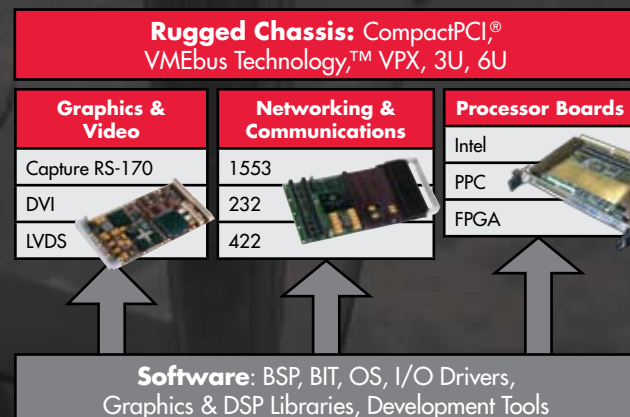 Rugged Chassis: CompactPCI,®
VMEbus Technology,™ VPX, 3U, 6U
Graphics &
Video
Capture RS-170
DVI
LVDS
Networking &
Communications
1553
232
422
Processor Boards
Intel
PPC
FPGA
Software: BSP, BIT, OS, I/O Drivers,
Graphics & DSP Libraries, Development Tools